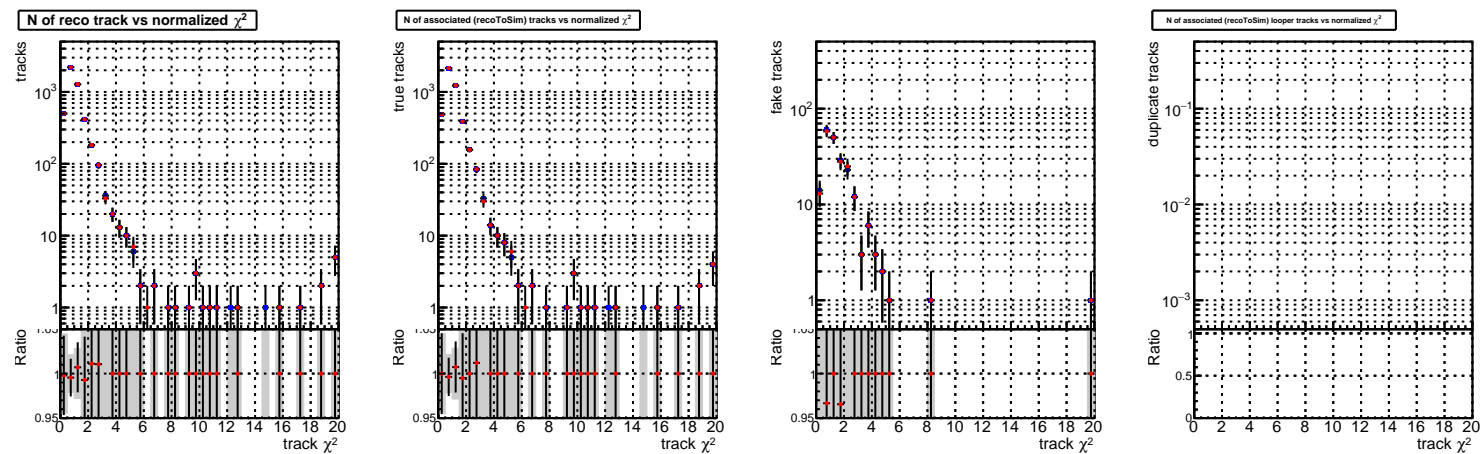 N of reco track vs normalized χ²
tracks
10³
10²
10
1
Ratio
1.05
1
0.95
0 2 4 6 8 10 12 14 16 18 20
track χ²
N of associated (recoToSim) tracks vs normalized χ²
true tracks
10³
10²
10
1
Ratio
1.05
1
0.95
0 2 4 6 8 10 12 14 16 18 20
track χ²
fake tracks
10²
10
1
Ratio
1.05
1
0.95
0 2 4 6 8 10 12 14 16 18 20
track χ²
N of associated (recoToSim) looper tracks vs normalized χ²
duplicate tracks
10⁻¹
10⁻²
10⁻³
Ratio
1
0.5
0
0 2 4 6 8 10 12 14 16 18 20
track χ²